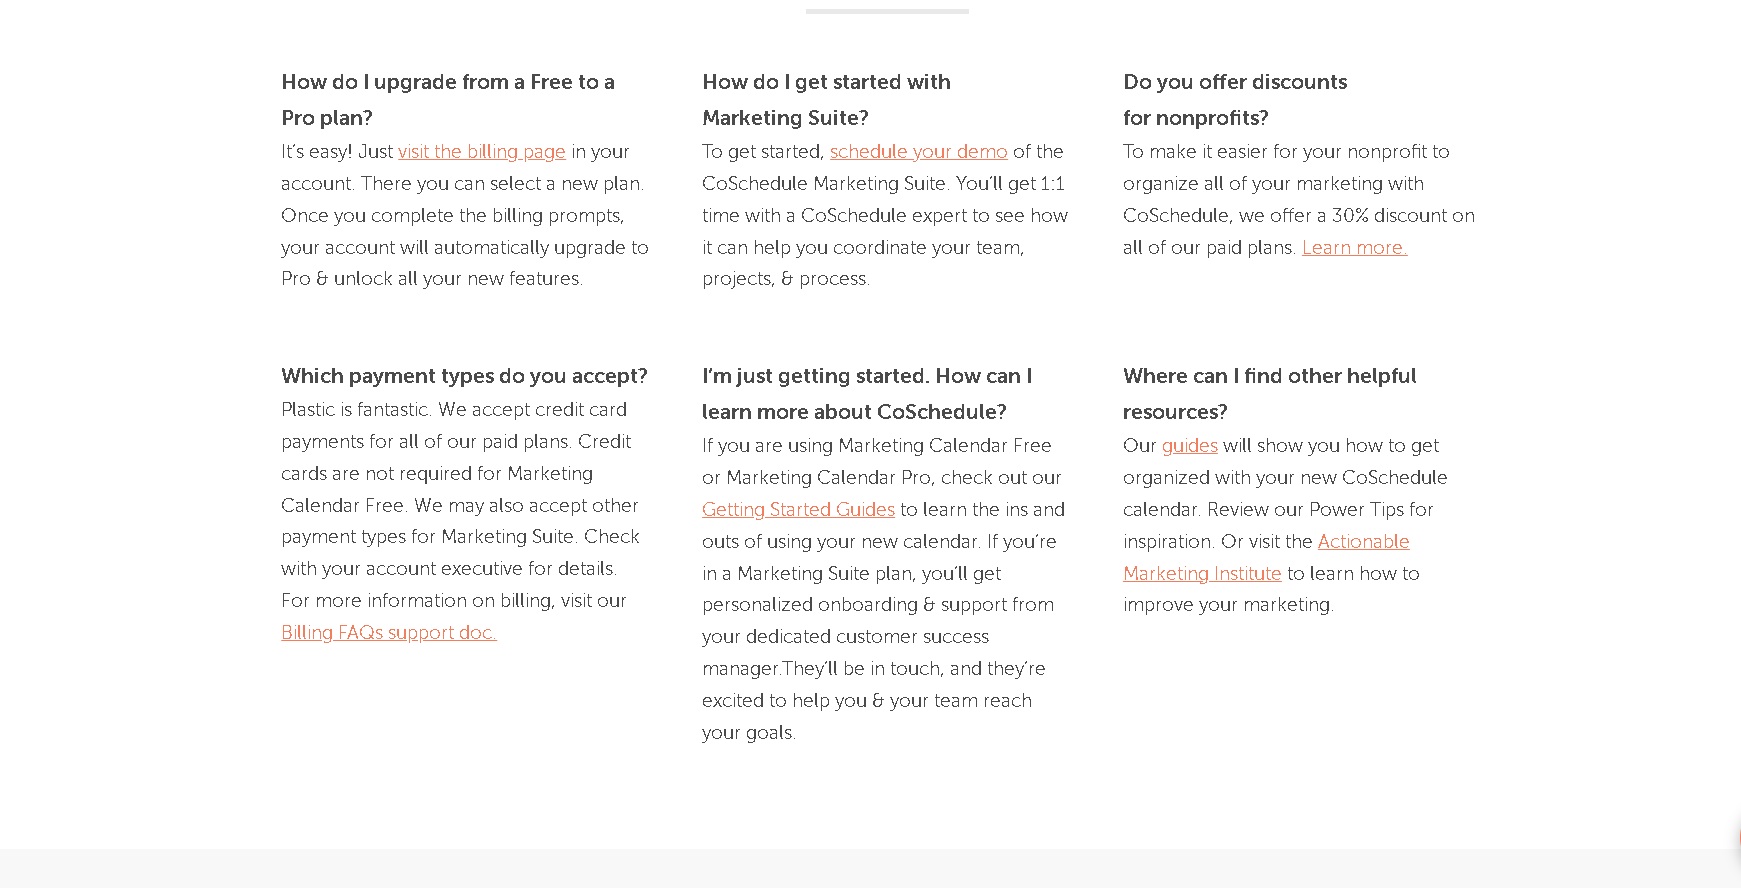 How do I upgrade from a Free to a
Pro plan?
It’s easy! Just visit the billing page in your
account. There you can select a new plan.
Once you complete the billing prompts,
your account will automatically upgrade to
Pro & unlock all your new features.
How do I get started with
Marketing Suite?
To get started, schedule your demo of the
CoSchedule Marketing Suite. You’ll get 1:1
time with a CoSchedule expert to see how
it can help you coordinate your team,
projects, & process.
Do you offer discounts
for nonprofits?
To make it easier for your nonprofit to
organize all of your marketing with
CoSchedule, we offer a 30% discount on
all of our paid plans. Learn more.
Which payment types do you accept?
Plastic is fantastic. We accept credit card
payments for all of our paid plans. Credit
cards are not required for Marketing
Calendar Free. We may also accept other
payment types for Marketing Suite. Check
with your account executive for details.
For more information on billing, visit our
Billing FAQs support doc.
I’m just getting started. How can I
learn more about CoSchedule?
If you are using Marketing Calendar Free
or Marketing Calendar Pro, check out our
Getting Started Guides to learn the ins and
outs of using your new calendar. If you’re
in a Marketing Suite plan, you’ll get
personalized onboarding & support from
your dedicated customer success
manager.They’ll be in touch, and they’re
excited to help you & your team reach
your goals.
Where can I find other helpful
resources?
Our guides will show you how to get
organized with your new CoSchedule
calendar. Review our Power Tips for
inspiration. Or visit the Actionable
Marketing Institute to learn how to
improve your marketing.